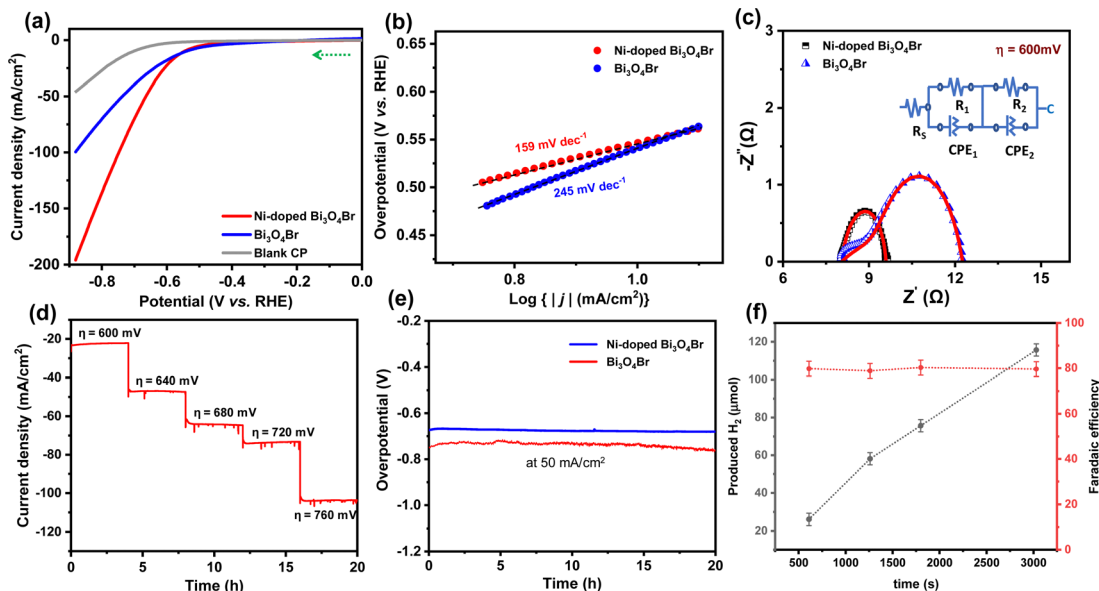 (a)
0
-50
-100
-150
-200
Current density (mA/cm²)
-0.8
-0.6
-0.4
-0.2
0.0
Potential (V vs. RHE)
Ni-doped Bi₃O₄Br
Bi₃O₄Br
Blank CP
(b)
0.65
0.60
0.55
0.50
0.45
Overpotential (V vs. RHE)
0.8
1.0
Log { | j | (mA/cm²)}
Ni-doped Bi₃O₄Br
Bi₃O₄Br
159 mV dec⁻¹
245 mV dec⁻¹
(c)
3
2
1
0
-Z"(Ω)
6
9
12
15
Z' (Ω)
Ni-doped Bi₃O₄Br
Bi₃O₄Br
η = 600mV
R₁
R₂
C
Rₛ
CPE₁
CPE₂
(d)
-20
-40
-60
-80
-100
-120
Current density (mA/cm²)
0
5
10
15
20
Time (h)
η = 600 mV
η = 640 mV
η = 680 mV
η = 720 mV
η = 760 mV
(e)
-0.2
-0.4
-0.6
-0.8
-1.0
-1.2
Overpotential (V)
0
5
10
15
20
Time (h)
Ni-doped Bi₃O₄Br
Bi₃O₄Br
at 50 mA/cm²
(f)
120
100
80
60
40
20
Produced H₂ (µmol)
500
1000
1500
2000
2500
3000
time (s)
100
80
60
40
20
0
Faradaic efficiency